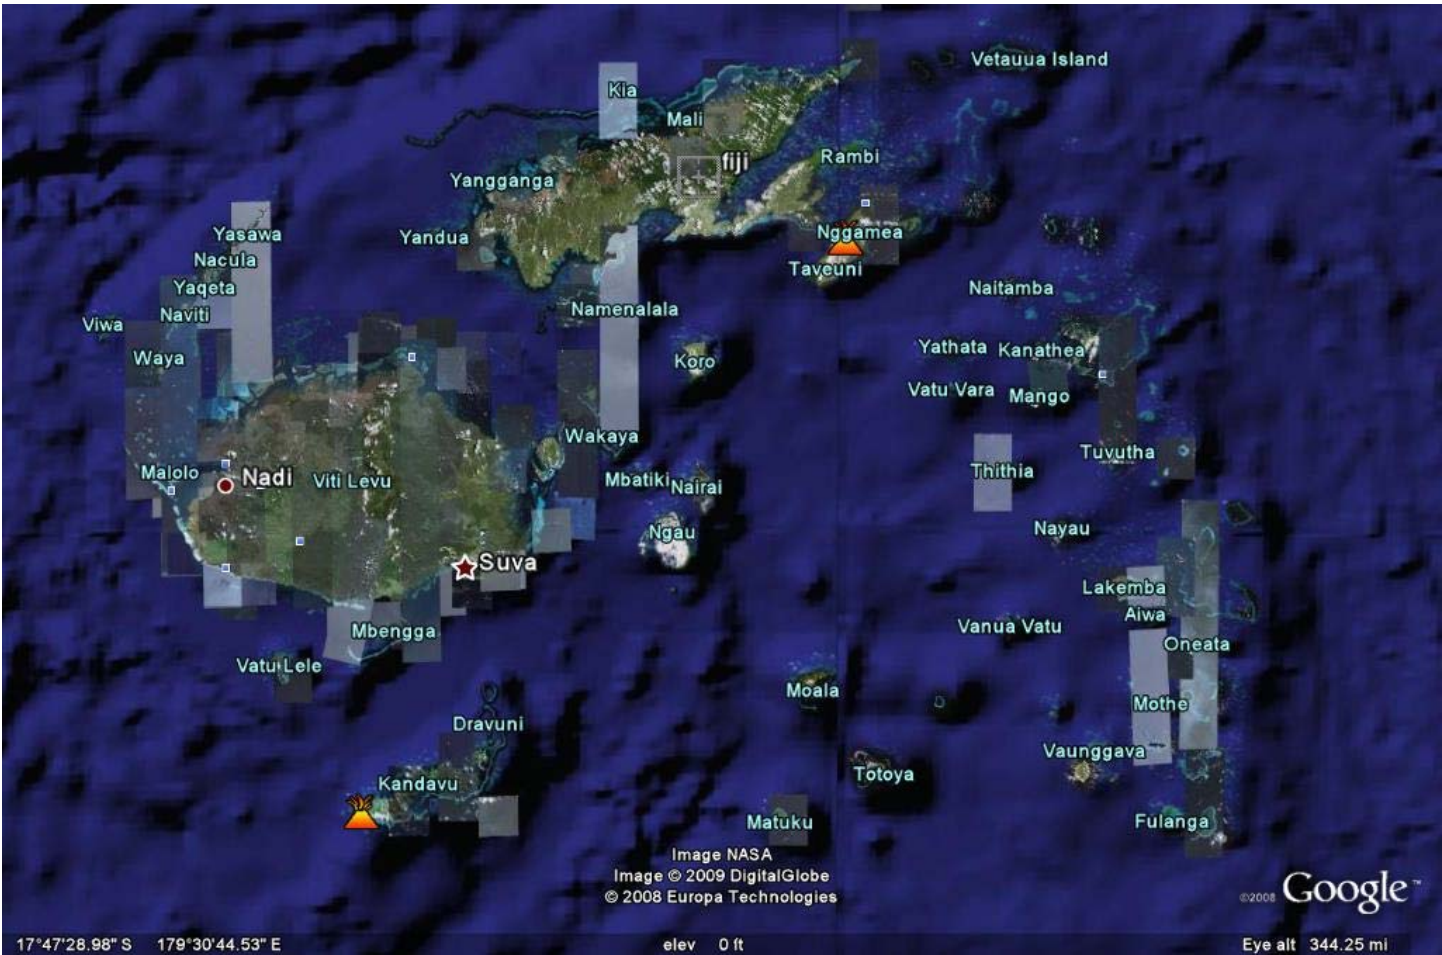 Vetauua Island
Kia
Mali
fiji
Rambi
Yangganga
Yasawa
Yandua
Nggamea
Nacula
Taveuni
Yaqeta
Naitamba
Naviti
Namenalala
Viwa
Waya
Koro
Yathata
Kanathea
Vatu Vara
Mango
Wakaya
Tuvutha
Malolo
Nadi
Viti Levu
Mbatiki
Nairai
Thithia
Ngau
Nayau
Suva
Lakemba
Aiwa
Mbengga
Vanua Vatu
Oneata
Vatu Lele
Moala
Mothe
Dravuni
Vaunggava
Kandavu
Totoya
Matuku
Fulanga
Image NASA
Image © 2009 DigitalGlobe
© 2008 Europa Technologies
©2008 Google™
17°47'28.98" S 179°30'44.53" E elev 0 ft Eye alt 344.25 mi